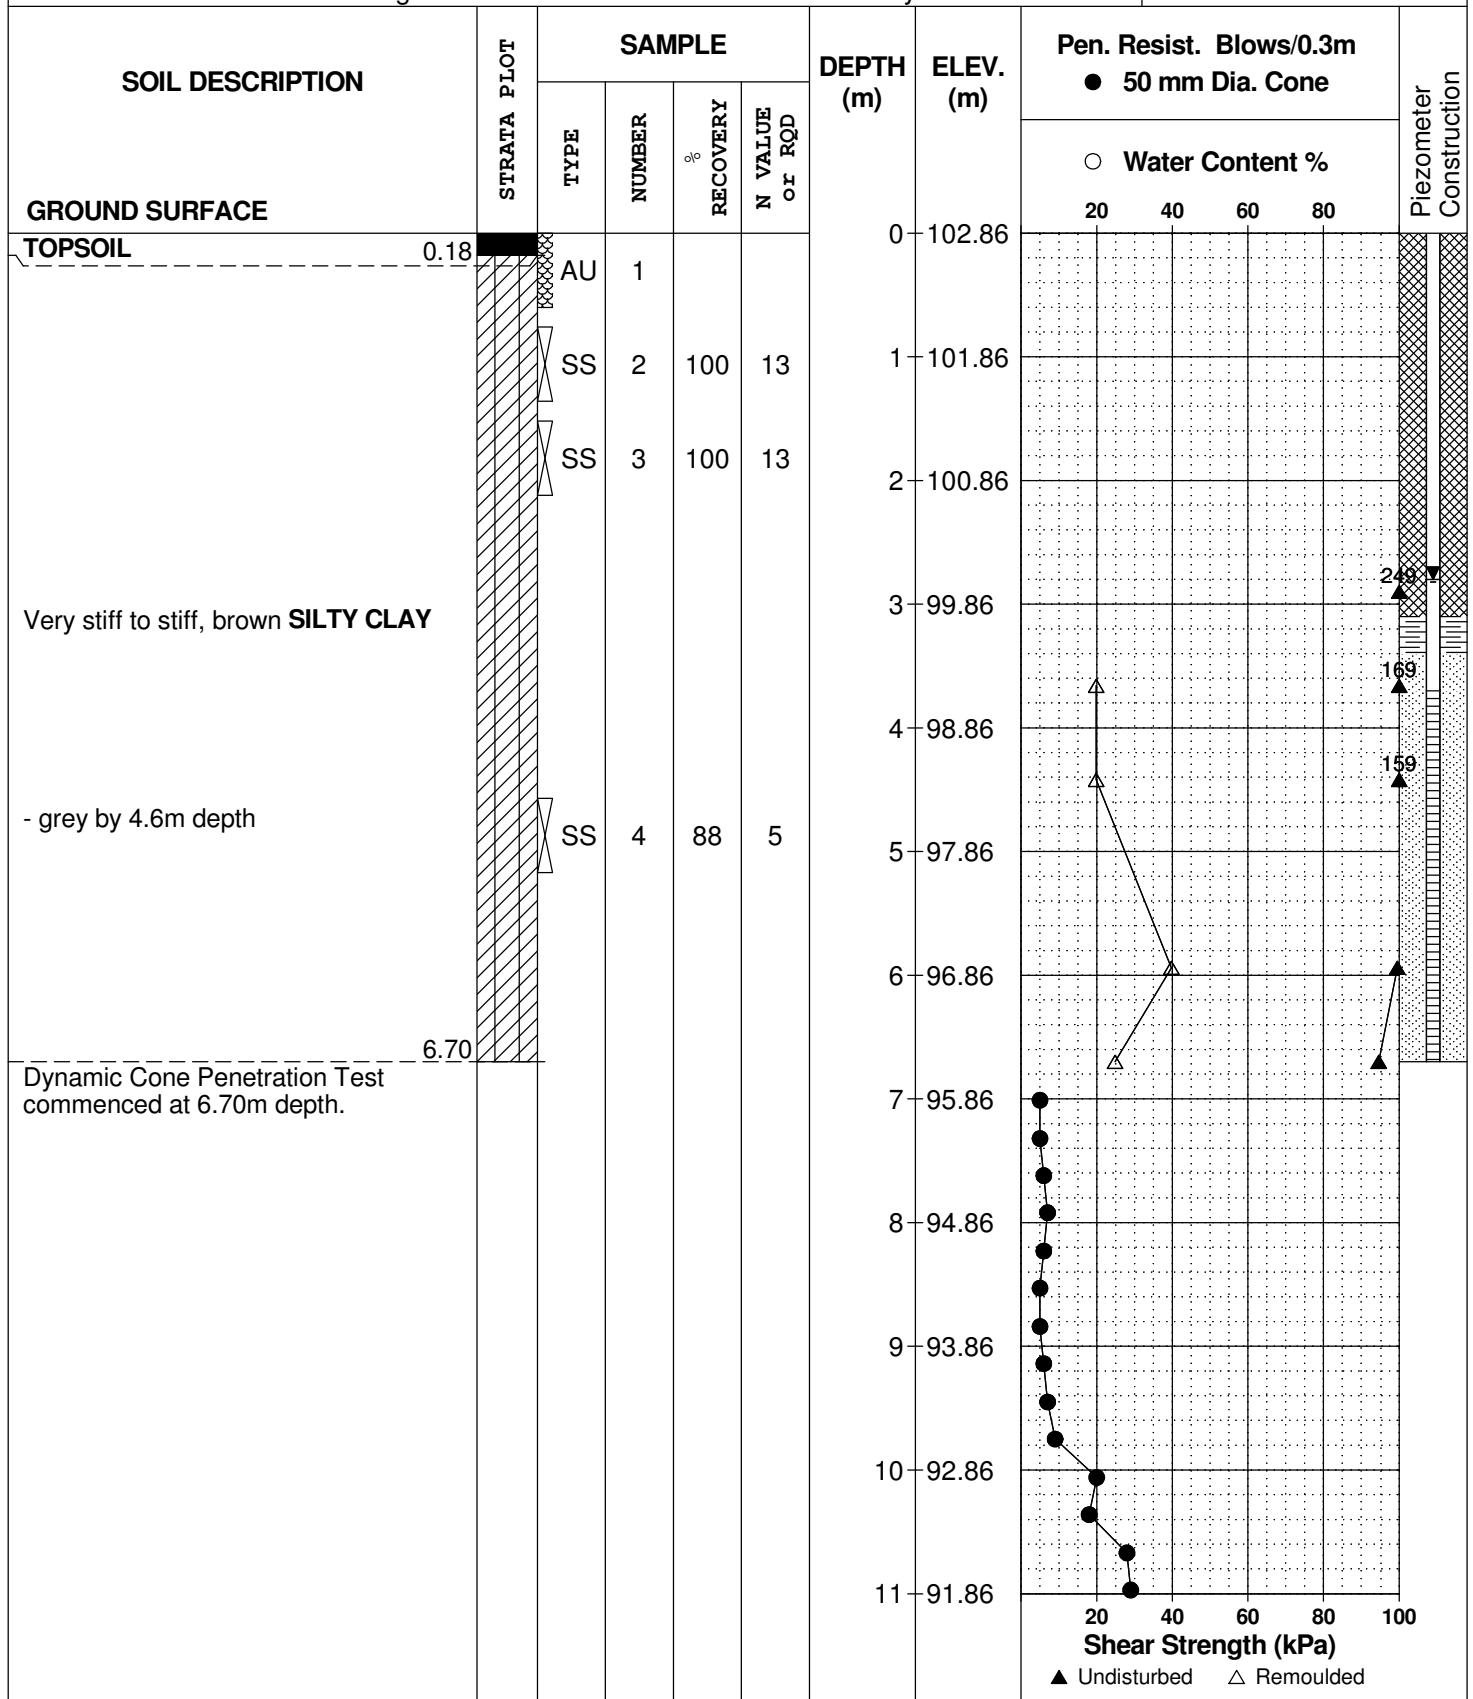 SOIL DESCRIPTION
GROUND SURFACE
STRATA PLOT
SAMPLE
TYPE
NUMBER
% RECOVERY
N VALUE or RQD
DEPTH (m)
ELEV. (m)
Pen. Resist. Blows/0.3m
● 50 mm Dia. Cone
○ Water Content %
20 40 60 80
Piezometer Construction
TOPSOIL 0.18
0 102.86
AU 1
SS 2 100 13
1 101.86
SS 3 100 13
2 100.86
249
3 99.86
Very stiff to stiff, brown SILTY CLAY
169
4 98.86
159
- grey by 4.6m depth
SS 4 88 5
5 97.86
6 96.86
6.70
Dynamic Cone Penetration Test
commenced at 6.70m depth.
7 95.86
8 94.86
9 93.86
10 92.86
11 91.86
20 40 60 80 100
Shear Strength (kPa)
▲ Undisturbed △ Remoulded